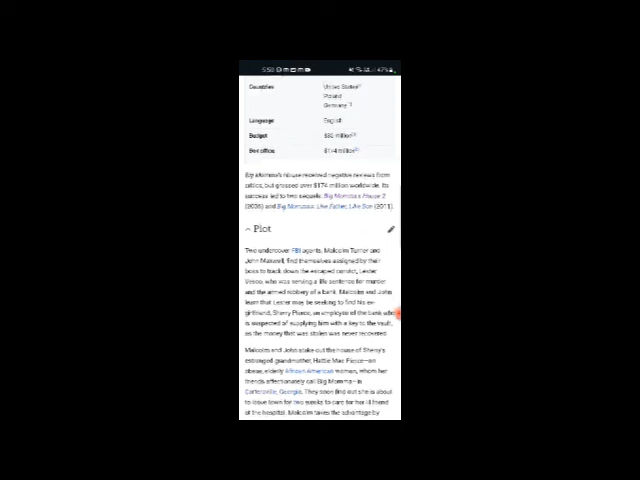 5:50
47%
Countries
United States
Poland
Germany
Language
English
Budget
$30 million
Box office
$174 million
Big Momma's House received negative reviews from
critics, but grossed over $174 million worldwide. Its
success led to two sequels, Big Momma's House 2
(2006) and Big Mommas: Like Father, Like Son (2011).
Plot
Two undercover FBI agents, Malcolm Turner and
John Maxwell, find themselves assigned by their
boss to track down the escaped convict, Lester
Vesco, who was serving a life sentence for murder
and the armed robbery of a bank. Malcolm and John
learn that Lester may be seeking to find his ex-
girlfriend, Sherry Pierce, an employee of the bank who
is suspected of supplying him with a key to the vault,
as the money that was stolen was never recovered.
Malcolm and John stake-out the house of Sherry's
estranged grandmother, Hattie Mae Pierce—an
obese, elderly African-American woman, whom her
friends affectionately call Big Momma—in
Cartersville, Georgia. They soon find out she is about
to leave town for two weeks to care for her ill friend
at the hospital. Malcolm takes the advantage by